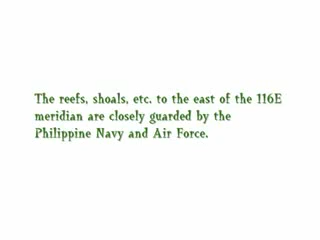 The reefs, shoals, etc. to the east of the 116E
meridian are closely guarded by the
Philippine Navy and Air Force.